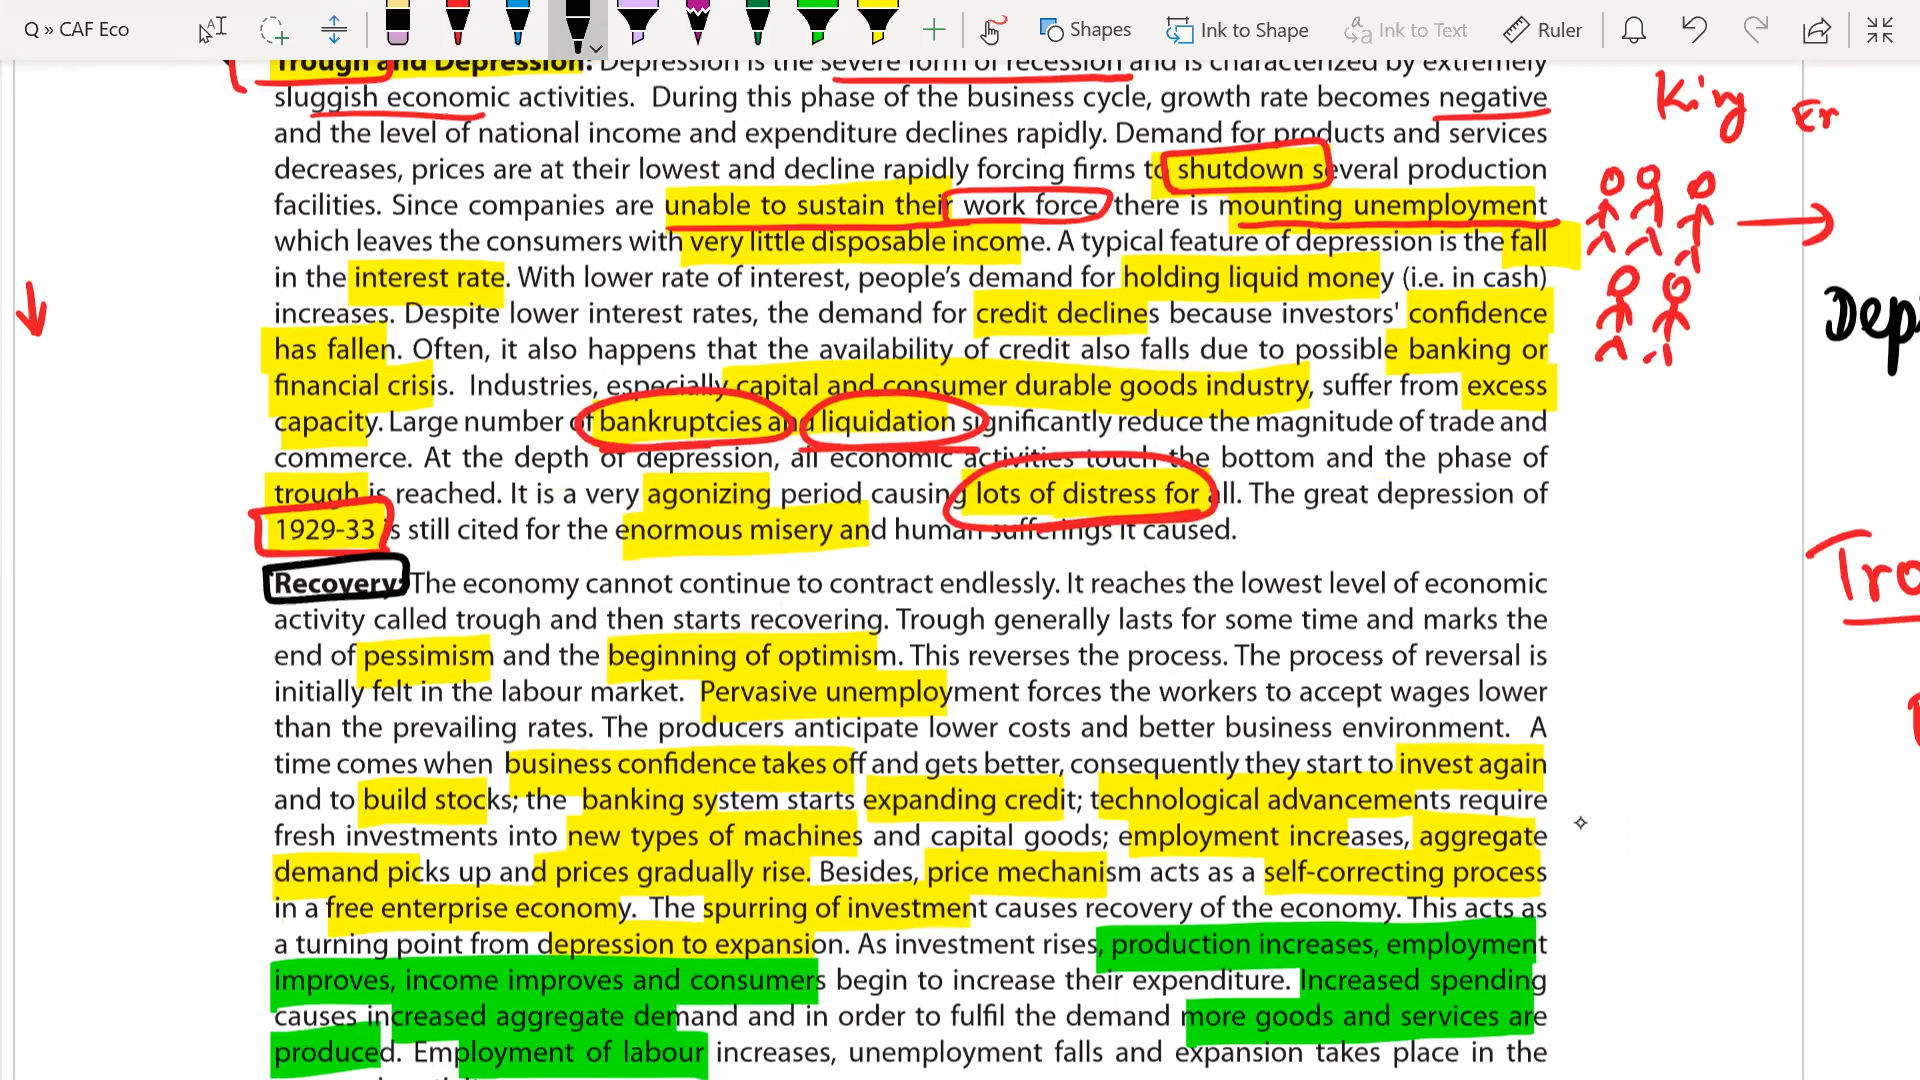 Q » CAF Eco
Shapes
Ink to Shape
Ink to Text
Ruler
Trough and Depression: Depression is the severe form of recession and is characterized by extremely
sluggish economic activities. During this phase of the business cycle, growth rate becomes negative
and the level of national income and expenditure declines rapidly. Demand for products and services
decreases, prices are at their lowest and decline rapidly forcing firms to shutdown several production
facilities. Since companies are unable to sustain their work force, there is mounting unemployment
which leaves the consumers with very little disposable income. A typical feature of depression is the fall
in the interest rate. With lower rate of interest, people’s demand for holding liquid money (i.e. in cash)
increases. Despite lower interest rates, the demand for credit declines because investors' confidence
has fallen. Often, it also happens that the availability of credit also falls due to possible banking or
financial crisis. Industries, especially capital and consumer durable goods industry, suffer from excess
capacity. Large number of bankruptcies and liquidation significantly reduce the magnitude of trade and
commerce. At the depth of depression, all economic activities touch the bottom and the phase of
trough is reached. It is a very agonizing period causing lots of distress for all. The great depression of
1929-33 is still cited for the enormous misery and human sufferings it caused.
Recovery: The economy cannot continue to contract endlessly. It reaches the lowest level of economic
activity called trough and then starts recovering. Trough generally lasts for some time and marks the
end of pessimism and the beginning of optimism. This reverses the process. The process of reversal is
initially felt in the labour market. Pervasive unemployment forces the workers to accept wages lower
than the prevailing rates. The producers anticipate lower costs and better business environment. A
time comes when business confidence takes off and gets better, consequently they start to invest again
and to build stocks; the banking system starts expanding credit; technological advancements require
fresh investments into new types of machines and capital goods; employment increases, aggregate
demand picks up and prices gradually rise. Besides, price mechanism acts as a self-correcting process
in a free enterprise economy. The spurring of investment causes recovery of the economy. This acts as
a turning point from depression to expansion. As investment rises, production increases, employment
improves, income improves and consumers begin to increase their expenditure. Increased spending
causes increased aggregate demand and in order to fulfil the demand more goods and services are
produced. Employment of labour increases, unemployment falls and expansion takes place in the
King Er
Dep
Tro